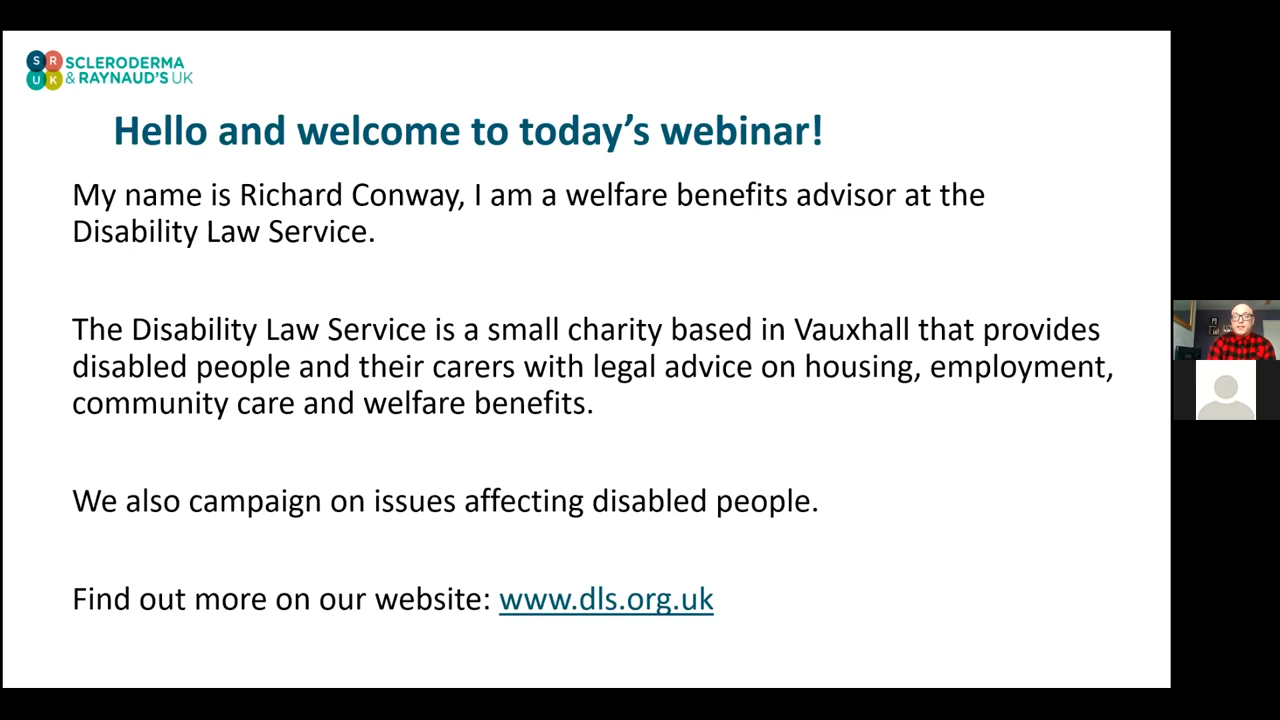 S R
U K
SCLERODERMA
& RAYNAUD'S UK
Hello and welcome to today’s webinar!
My name is Richard Conway, I am a welfare benefits advisor at the
Disability Law Service.
The Disability Law Service is a small charity based in Vauxhall that provides
disabled people and their carers with legal advice on housing, employment,
community care and welfare benefits.
We also campaign on issues affecting disabled people.
Find out more on our website: www.dls.org.uk